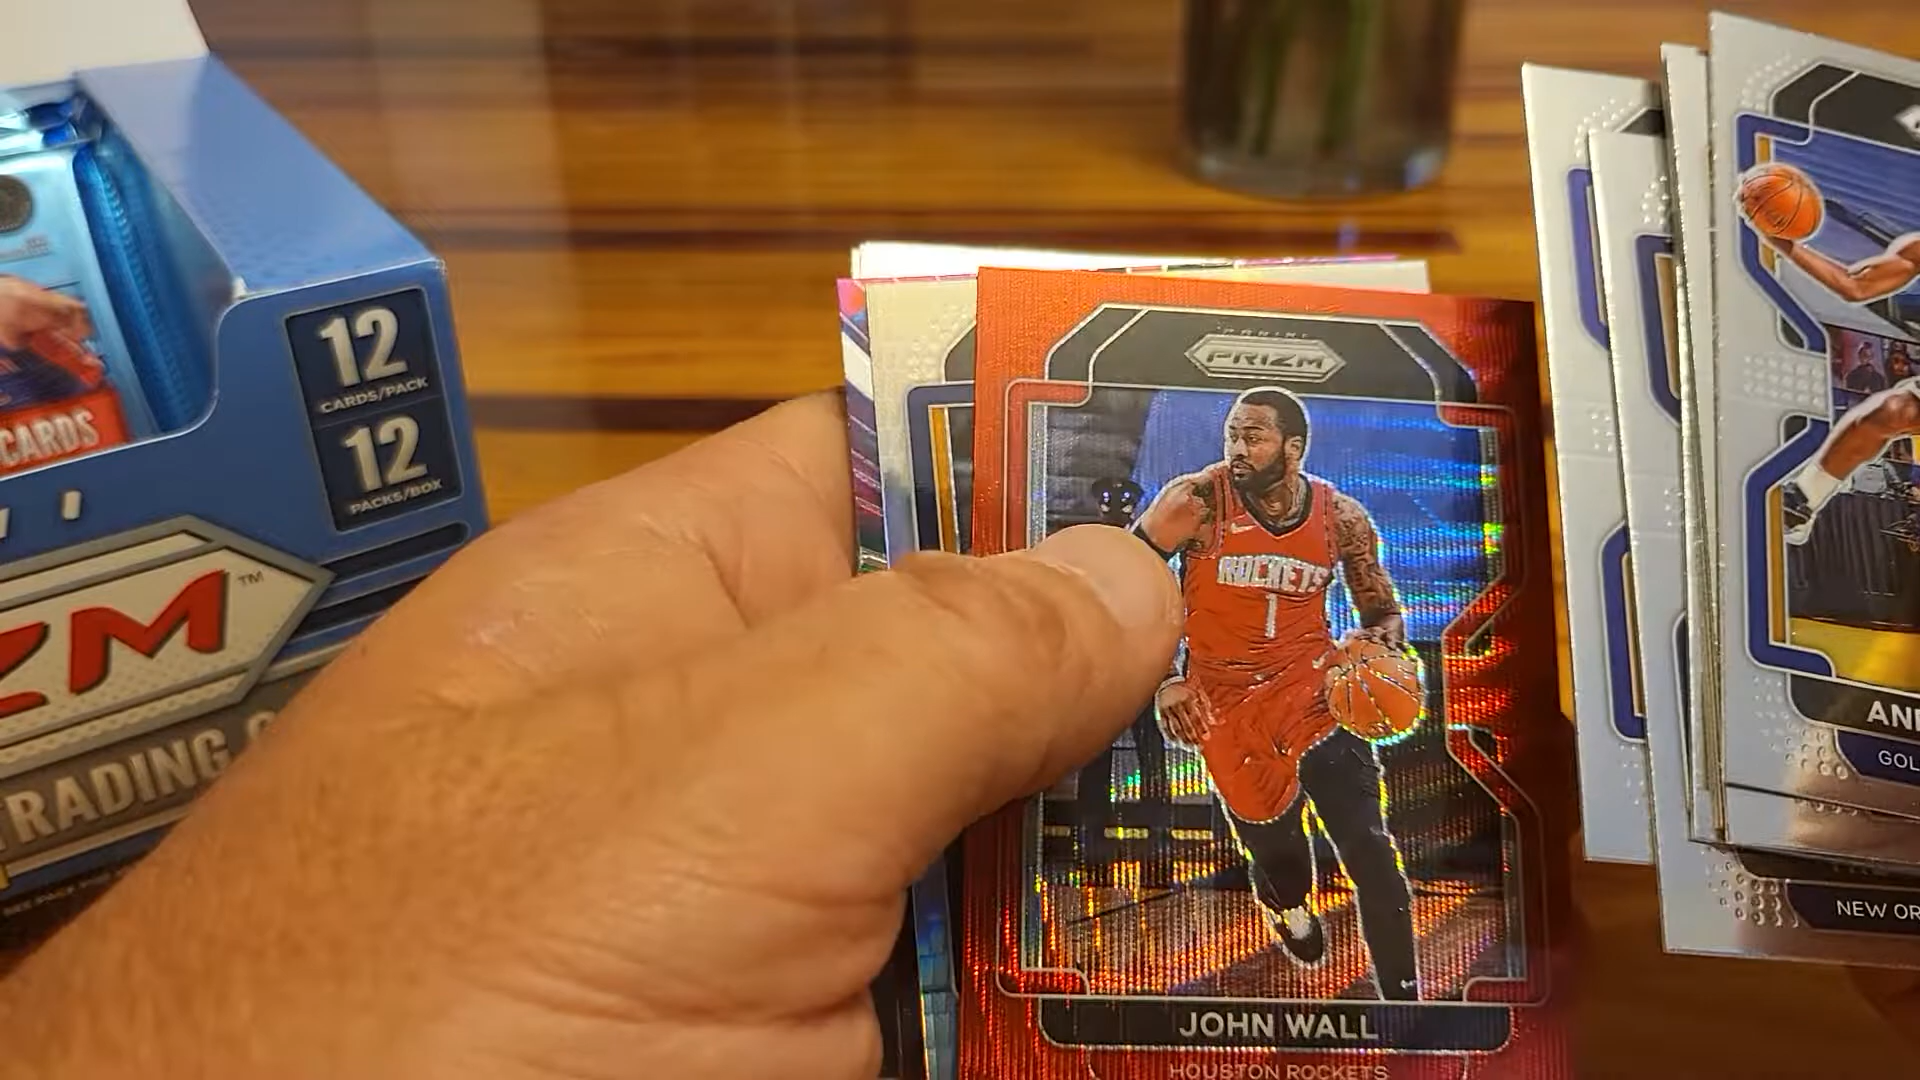 12
CARDS/PACK
12
PACKS/BOX
CARDS
ZM™
TRADING
PANINI
PRIZM
ROCKETS
1
JOHN WALL
HOUSTON ROCKETS
AN
GOL
NEW OR